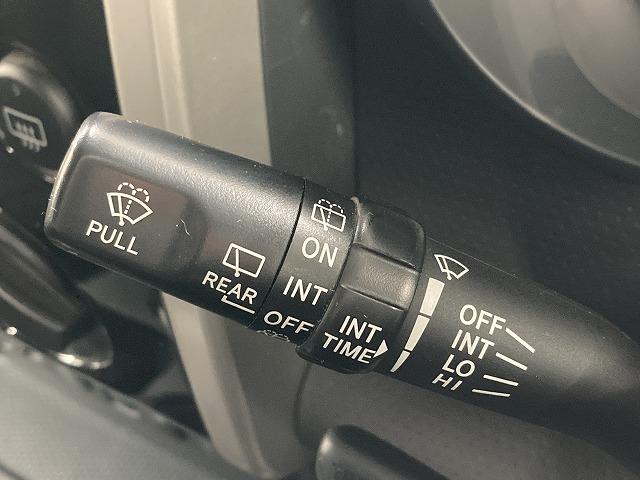 PULL
REAR
ON
INT
OFF
INT
TIME
OFF
INT
LO
HI